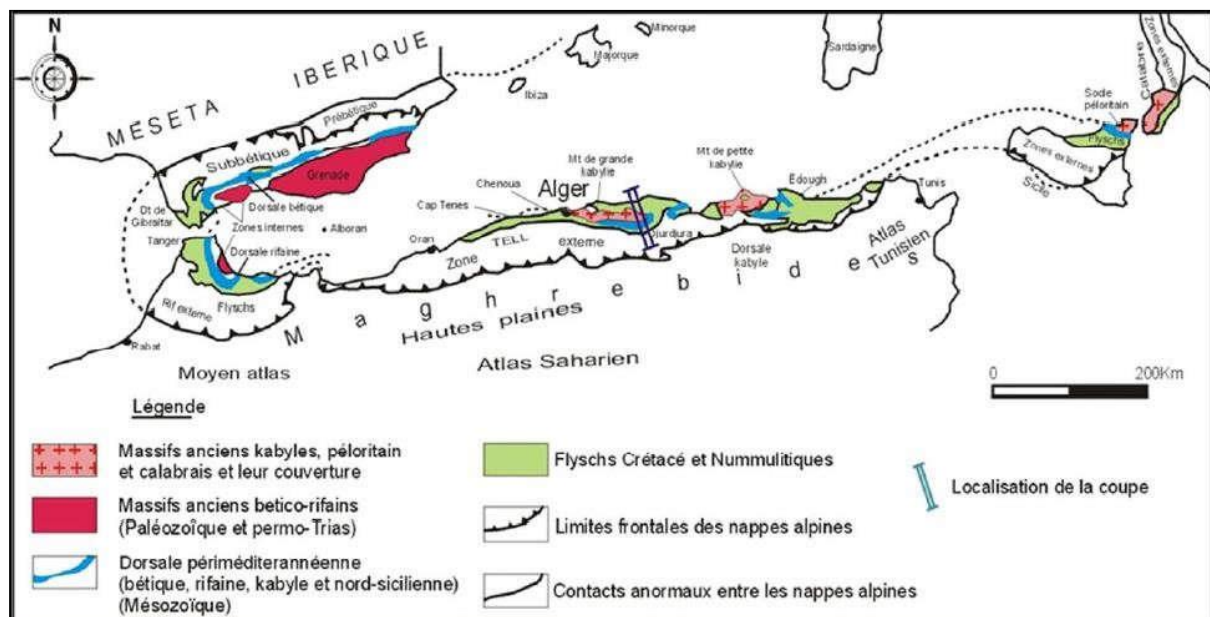 N
MESETA IBERIQUE
Minorque
Majorque
Ibiza
Sardaigne
Zones externes
Calabre
Socle
péloritain
Flyschs
Zones externes
Sicile
Prébétique
Subbétique
Grenade
Dorsale bétique
Dt de
Gibraltar
Zones internes
Alboran
Tanger
Dorsale rifaine
Flyschs
Rif externe
Rabat
Mt de grande
kabylie
Chenoua
Alger
Cap Tenes
Oran
TELL
Zone externe
Djurdjura
Mt de petite
kabylie
Edough
Dorsale
kabyle
Tunis
Atlas
Tunisien
Maghrebides
Hautes plaines
Moyen atlas
Atlas Saharien
0 200Km
Légende
Massifs anciens kabyles, péloritain
et calabrais et leur couverture
Massifs anciens betico-rifains
(Paléozoïque et permo-Trias)
Dorsale périméditerannéenne
(bétique, rifaine, kabyle et nord-sicilienne)
(Mésozoïque)
Flyschs Crétacé et Nummulitiques
Limites frontales des nappes alpines
Contacts anormaux entre les nappes alpines
Localisation de la coupe